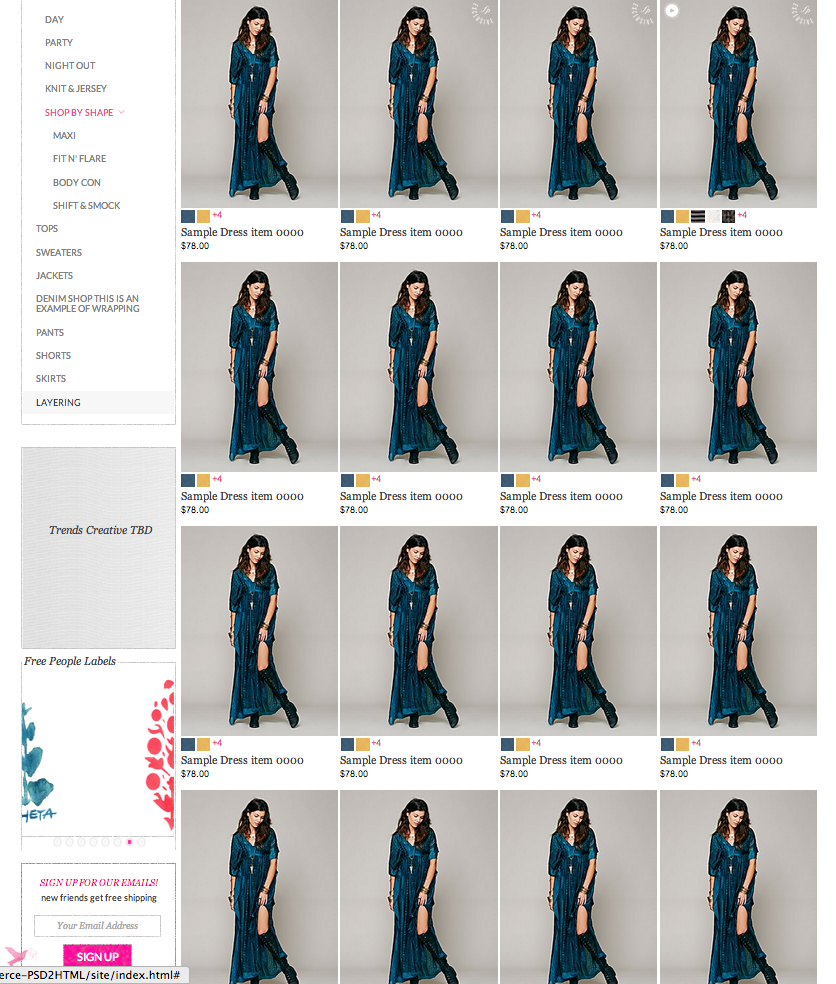 DAY
PARTY
NIGHT OUT
KNIT & JERSEY
SHOP BY SHAPE
MAXI
FIT N' FLARE
BODY CON
SHIFT & SMOCK
TOPS
SWEATERS
JACKETS
DENIM SHOP THIS IS AN
EXAMPLE OF WRAPPING
PANTS
SHORTS
SKIRTS
LAYERING
Trends Creative TBD
Free People Labels
HETA
SIGN UP FOR OUR EMAILS!
new friends get free shipping
Your Email Address
SIGN UP
erce-PSD2HTML/site/index.html#
+4
Sample Dress item 0000
$78.00
+4
Sample Dress item 0000
$78.00
+4
Sample Dress item 0000
$78.00
+4
Sample Dress item 0000
$78.00
+4
Sample Dress item 0000
$78.00
+4
Sample Dress item 0000
$78.00
+4
Sample Dress item 0000
$78.00
+4
Sample Dress item 0000
$78.00
+4
Sample Dress item 0000
$78.00
+4
Sample Dress item 0000
$78.00
+4
Sample Dress item 0000
$78.00
+4
Sample Dress item 0000
$78.00